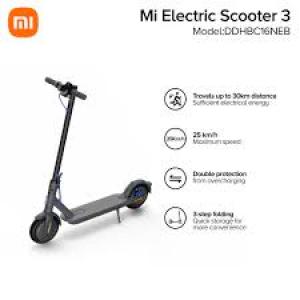 mi
Mi Electric Scooter 3
Model:DDHBC16NEB
Travels up to 30km distance
Sufficient electrical energy
25 km/h
Maximum speed
Double protection
from overcharging
3-step folding
Quick storage for
more convenience